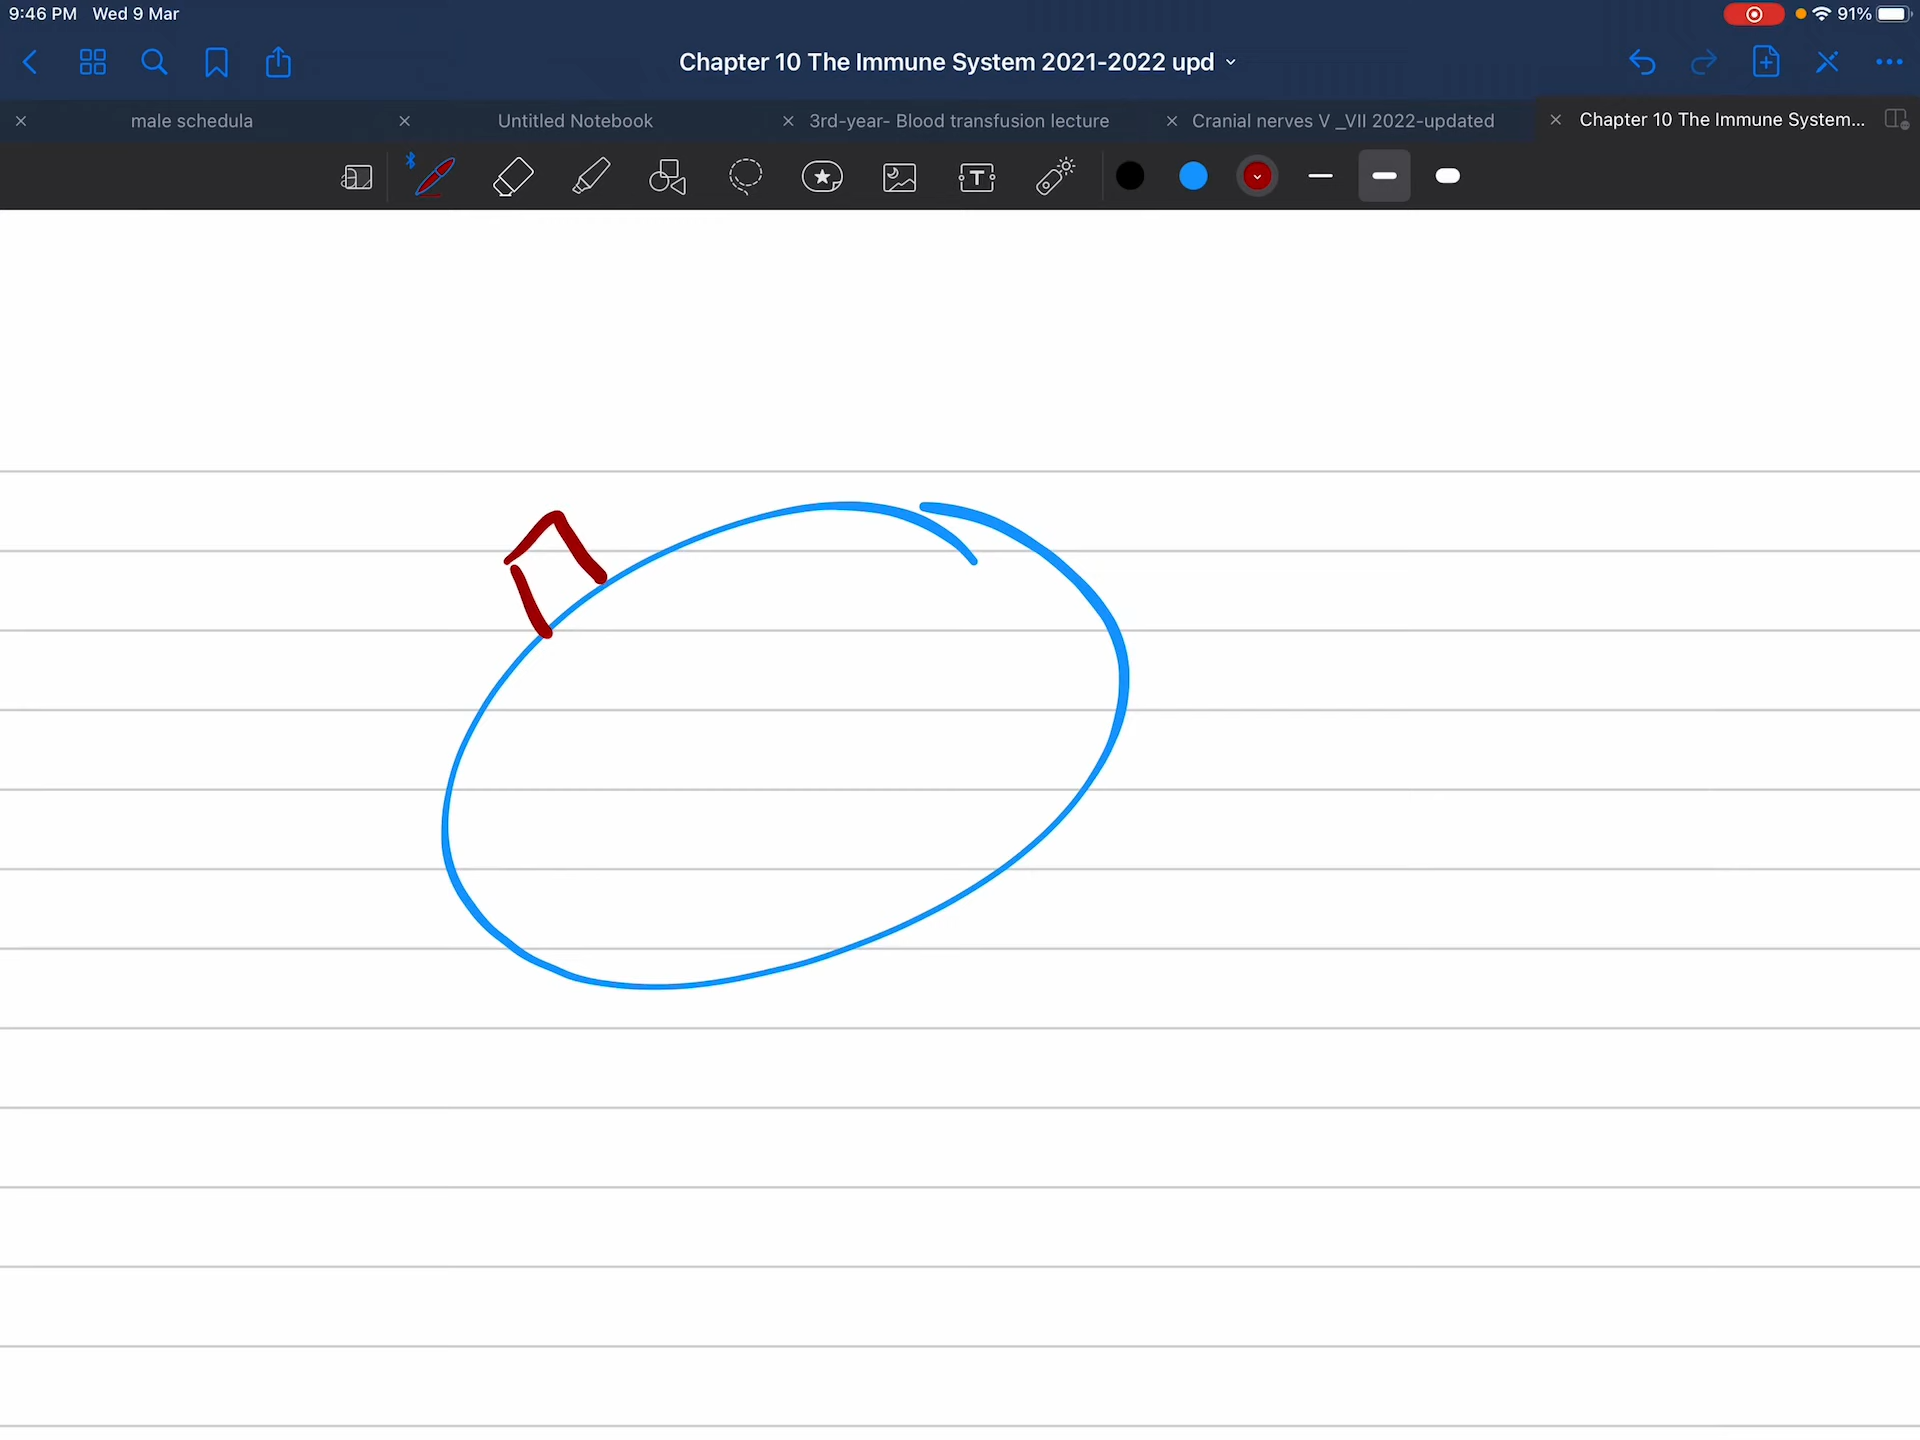 9:46 PM Wed 9 Mar 91%
Chapter 10 The Immune System 2021-2022 upd
male schedula Untitled Notebook 3rd-year- Blood transfusion lecture Cranial nerves V _VII 2022-updated Chapter 10 The Immune System...